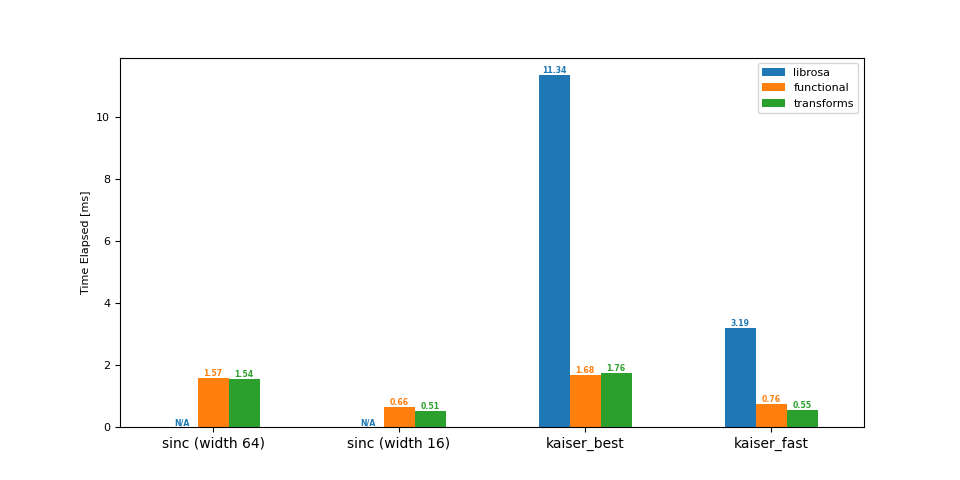 librosa
functional
transforms
Time Elapsed [ms]
10
8
6
4
2
0
N/A 1.57 1.54
N/A 0.66 0.51
11.34 1.68 1.76
3.19 0.76 0.55
sinc (width 64) sinc (width 16) kaiser_best kaiser_fast